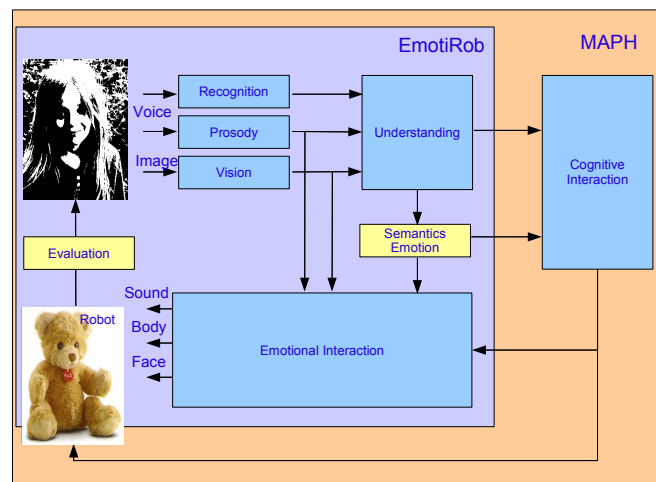 EmotiRob
MAPH
Recognition
Voice
Prosody
Understanding
Image
Vision
Cognitive
Interaction
Semantics
Emotion
Evaluation
Sound
Robot
Body
Emotional Interaction
Face